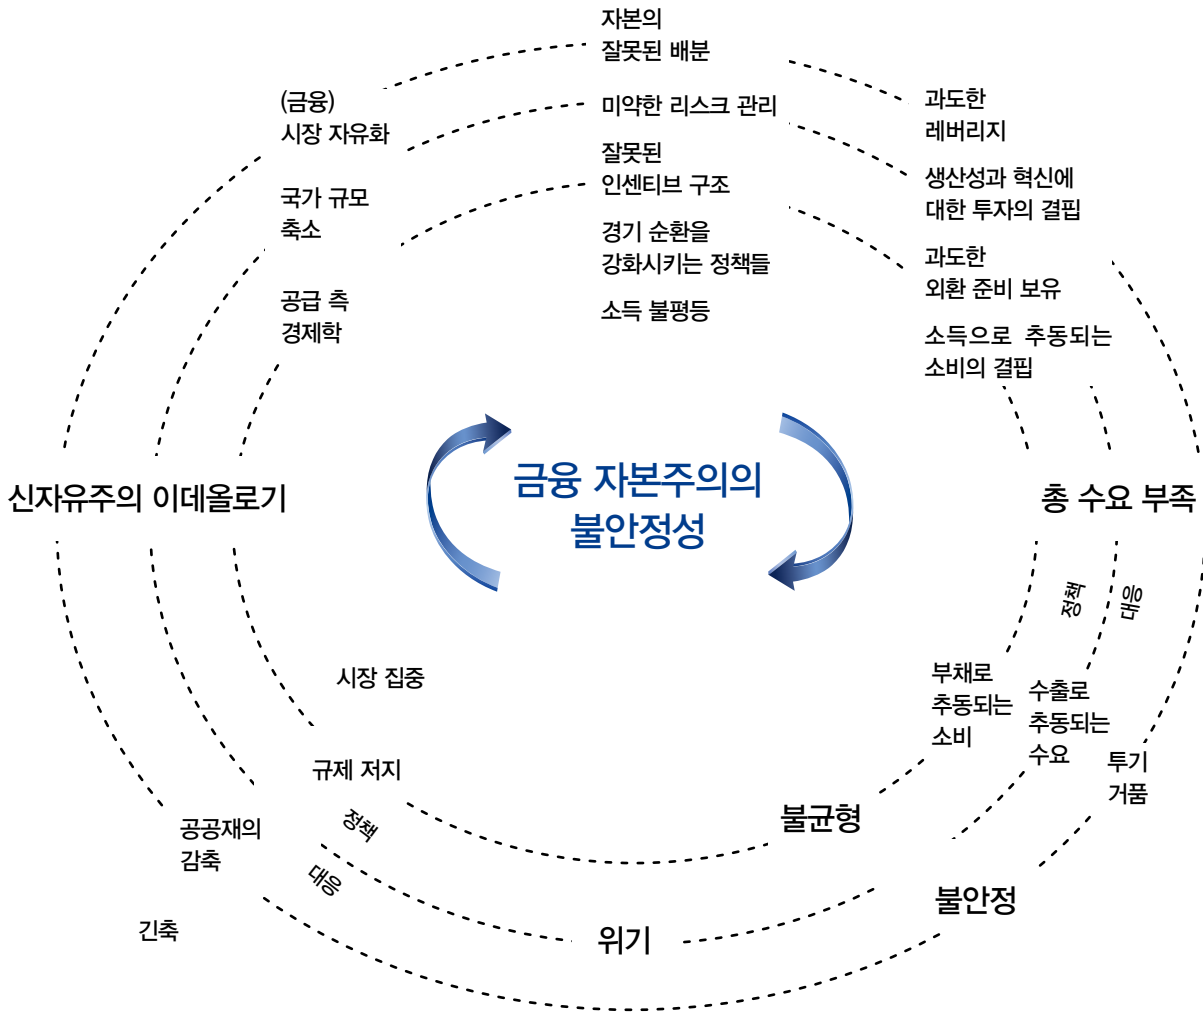 자본의
잘못된 배분
미약한 리스크 관리
잘못된
인센티브 구조
경기 순환을
강화시키는 정책들
소득 불평등
(금융)
시장 자유화
국가 규모
축소
공급 측
경제학
과도한
레버리지
생산성과 혁신에
대한 투자의 결핍
과도한
외환 준비 보유
소득으로 추동되는
소비의 결핍
신자유주의 이데올로기
금융 자본주의의
불안정성
총 수요 부족
정책
대응
시장 집중
규제 저지
정책
대응
공공재의
감축
긴축
부채로
추동되는
소비
수출로
추동되는
수요
투기
거품
불균형
불안정
위기